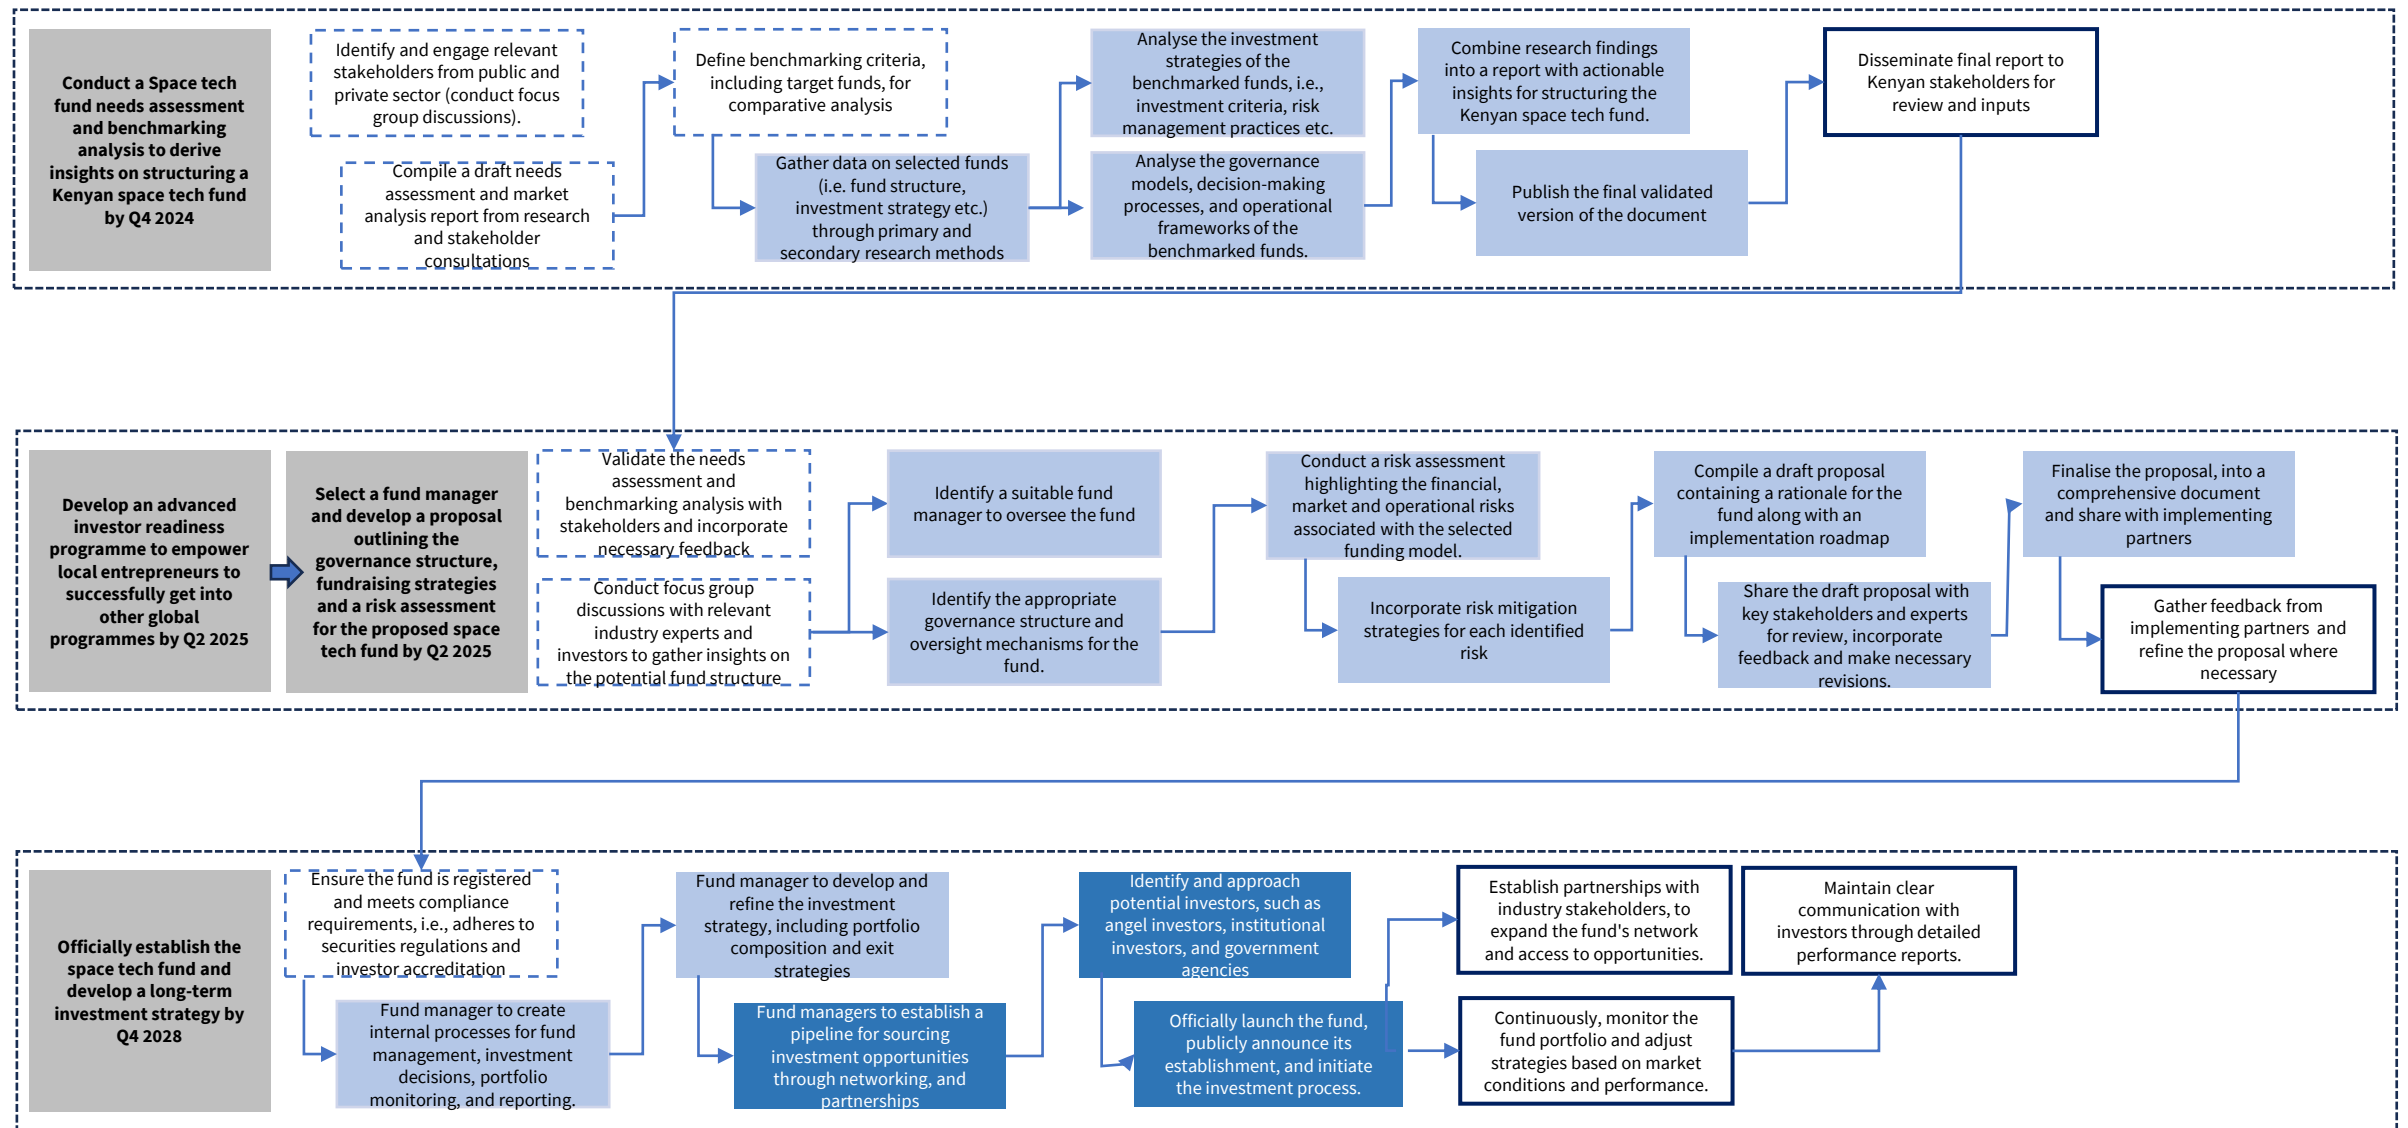 Conduct a Space tech
fund needs assessment
and benchmarking
analysis to derive
insights on structuring a
Kenyan space tech fund
by Q4 2024
Identify and engage relevant
stakeholders from public and
private sector (conduct focus
group discussions).
Compile a draft needs
assessment and market
analysis report from research
and stakeholder
consultations
Define benchmarking criteria,
including target funds, for
comparative analysis
Gather data on selected funds
(i.e. fund structure,
investment strategy etc.)
through primary and
secondary research methods
Analyse the investment
strategies of the
benchmarked funds, i.e.,
investment criteria, risk
management practices etc.
Analyse the governance
models, decision-making
processes, and operational
frameworks of the
benchmarked funds.
Combine research findings
into a report with actionable
insights for structuring the
Kenyan space tech fund.
Publish the final validated
version of the document
Disseminate final report to
Kenyan stakeholders for
review and inputs
Develop an advanced
investor readiness
programme to empower
local entrepreneurs to
successfully get into
other global
programmes by Q2 2025
Select a fund manager
and develop a proposal
outlining the
governance structure,
fundraising strategies
and a risk assessment
for the proposed space
tech fund by Q2 2025
Validate the needs
assessment and
benchmarking analysis with
stakeholders and incorporate
necessary feedback
Conduct focus group
discussions with relevant
industry experts and
investors to gather insights on
the potential fund structure
Identify a suitable fund
manager to oversee the fund
Identify the appropriate
governance structure and
oversight mechanisms for the
fund.
Conduct a risk assessment
highlighting the financial,
market and operational risks
associated with the selected
funding model.
Incorporate risk mitigation
strategies for each identified
risk
Compile a draft proposal
containing a rationale for the
fund along with an
implementation roadmap
Share the draft proposal with
key stakeholders and experts
for review, incorporate
feedback and make necessary
revisions.
Finalise the proposal, into a
comprehensive document
and share with implementing
partners
Gather feedback from
implementing partners and
refine the proposal where
necessary
Officially establish the
space tech fund and
develop a long-term
investment strategy by
Q4 2028
Ensure the fund is registered
and meets compliance
requirements, i.e., adheres to
securities regulations and
investor accreditation
Fund manager to create
internal processes for fund
management, investment
decisions, portfolio
monitoring, and reporting.
Fund manager to develop and
refine the investment
strategy, including portfolio
composition and exit
strategies
Fund managers to establish a
pipeline for sourcing
investment opportunities
through networking, and
partnerships
Identify and approach
potential investors, such as
angel investors, institutional
investors, and government
agencies
Officially launch the fund,
publicly announce its
establishment, and initiate
the investment process.
Establish partnerships with
industry stakeholders, to
expand the fund's network
and access to opportunities.
Continuously, monitor the
fund portfolio and adjust
strategies based on market
conditions and performance.
Maintain clear
communication with
investors through detailed
performance reports.